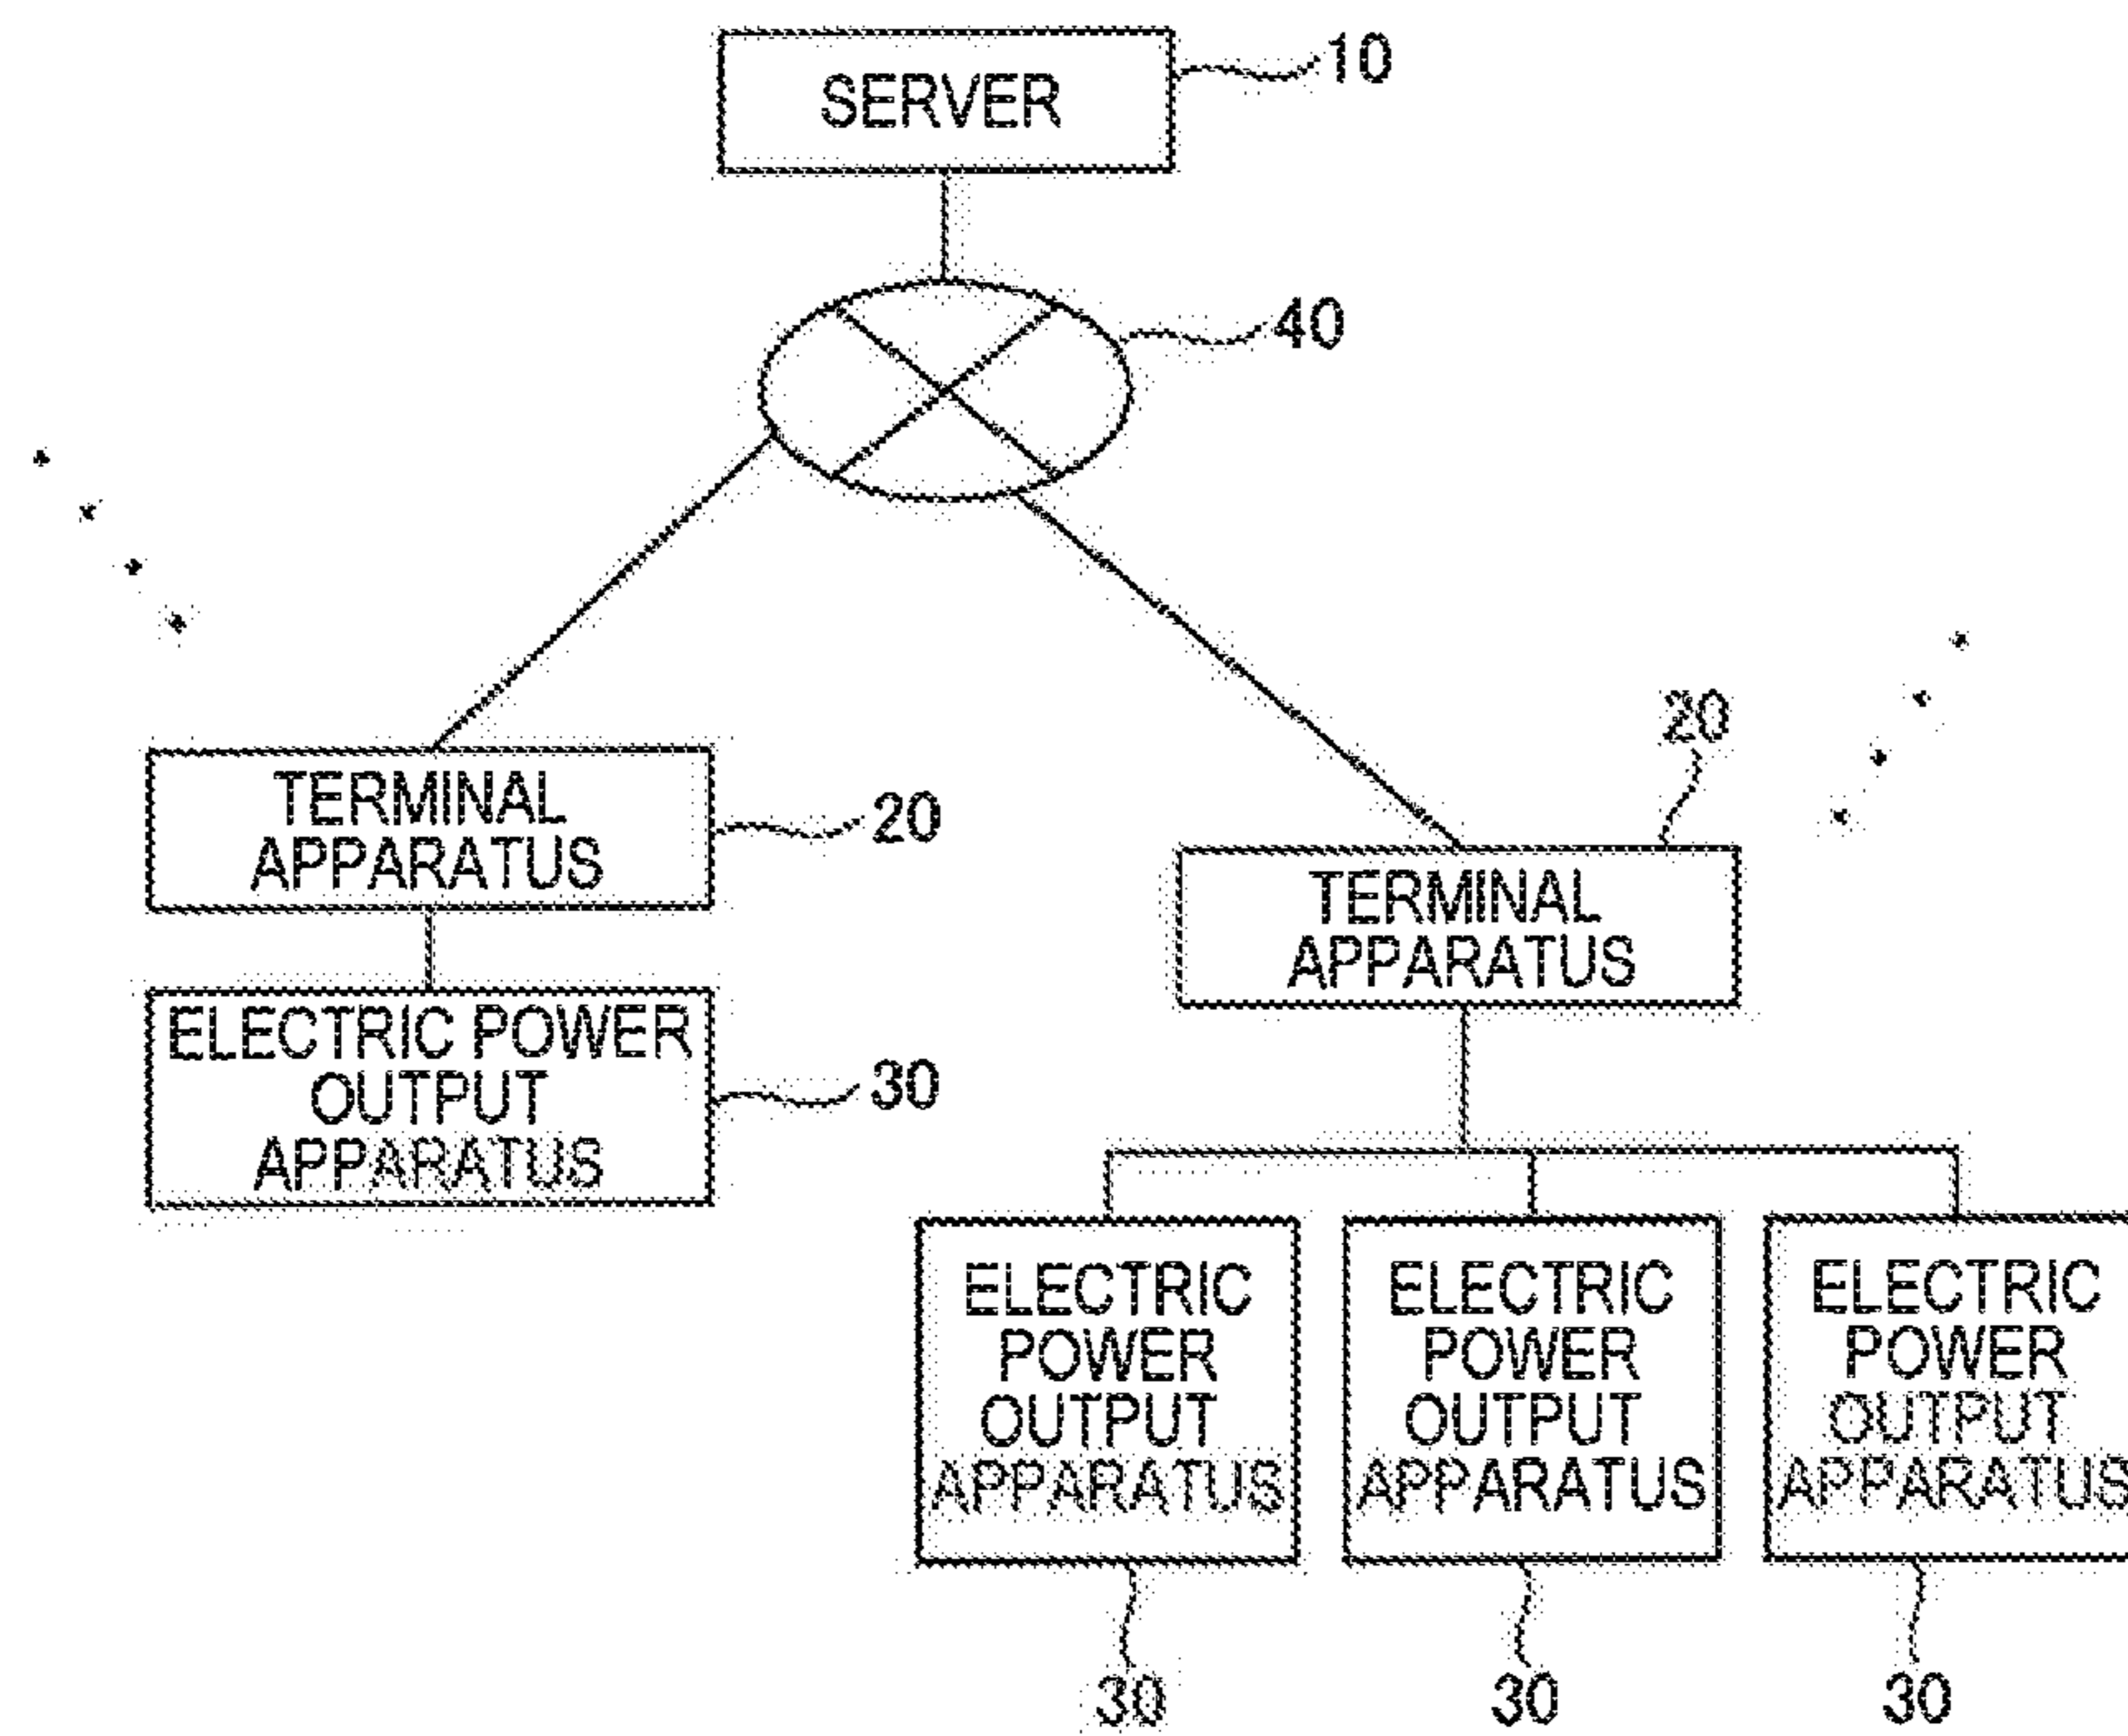 SERVER
10
40
20
TERMINAL
APPARATUS
20
TERMINAL
APPARATUS
ELECTRIC POWER
OUTPUT
APPARATUS
30
ELECTRIC
POWER
OUTPUT
APPARATUS
ELECTRIC
POWER
OUTPUT
APPARATUS
ELECTRIC
POWER
OUTPUT
APPARATUS
30
30
30